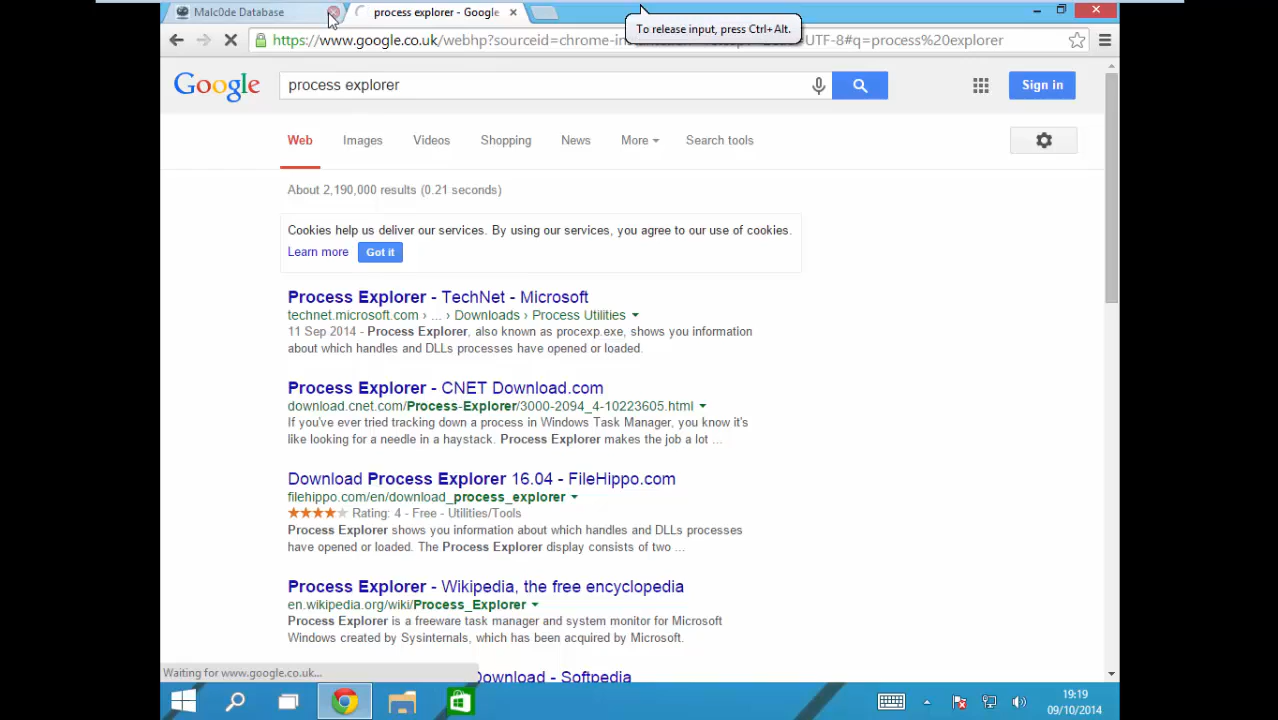 Malc0de Database
process explorer - Google
To release input, press Ctrl+Alt.
https://www.google.co.uk/webhp?sourceid=chrome-in UTF-8#q=process%20explorer
Google
process explorer
Sign in
Web Images Videos Shopping News More Search tools
About 2,190,000 results (0.21 seconds)
Cookies help us deliver our services. By using our services, you agree to our use of cookies.
Learn more Got it
Process Explorer - TechNet - Microsoft
technet.microsoft.com › ... › Downloads › Process Utilities
11 Sep 2014 - Process Explorer, also known as procexp.exe, shows you information
about which handles and DLLs processes have opened or loaded.
Process Explorer - CNET Download.com
download.cnet.com/Process-Explorer/3000-2094_4-10223605.html
If you've ever tried tracking down a process in Windows Task Manager, you know it's
like looking for a needle in a haystack. Process Explorer makes the job a lot ...
Download Process Explorer 16.04 - FileHippo.com
filehippo.com/en/download_process_explorer
Rating: 4 - Free - Utilities/Tools
Process Explorer shows you information about which handles and DLLs processes
have opened or loaded. The Process Explorer display consists of two ...
Process Explorer - Wikipedia, the free encyclopedia
en.wikipedia.org/wiki/Process_Explorer
Process Explorer is a freeware task manager and system monitor for Microsoft
Windows created by Sysinternals, which has been acquired by Microsoft.
Download - Softpedia
Waiting for www.google.co.uk...
19:19
09/10/2014